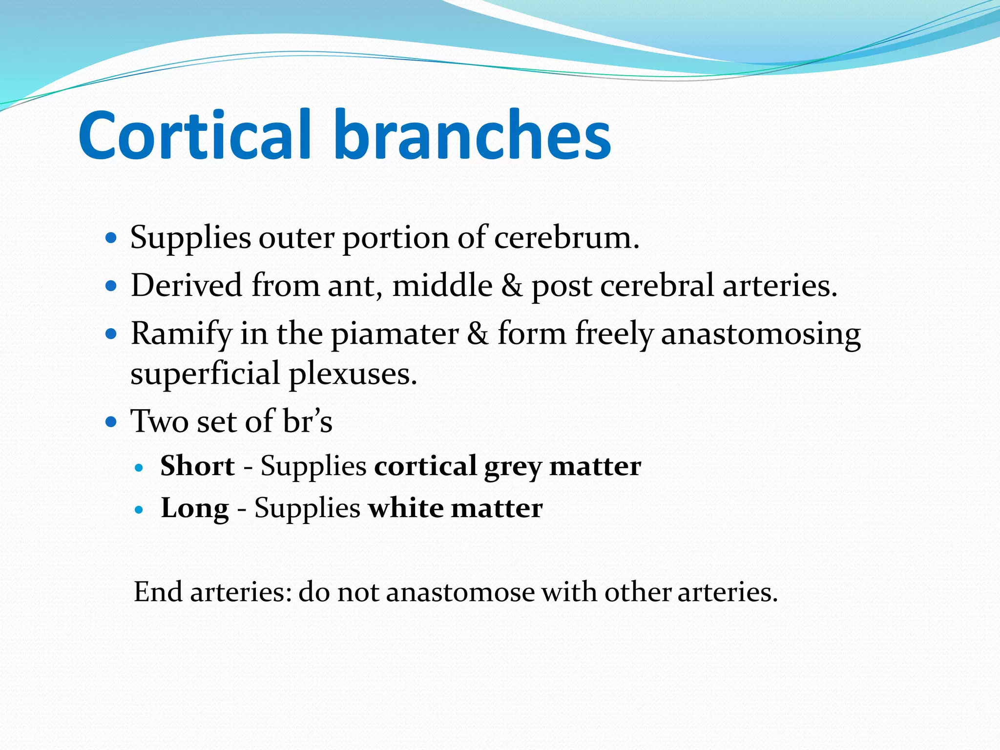 Cortical branches
• Supplies outer portion of cerebrum.
• Derived from ant, middle & post cerebral arteries.
• Ramify in the piamater & form freely anastomosing
superficial plexuses.
• Two set of br’s
• Short - Supplies cortical grey matter
• Long - Supplies white matter
End arteries: do not anastomose with other arteries.